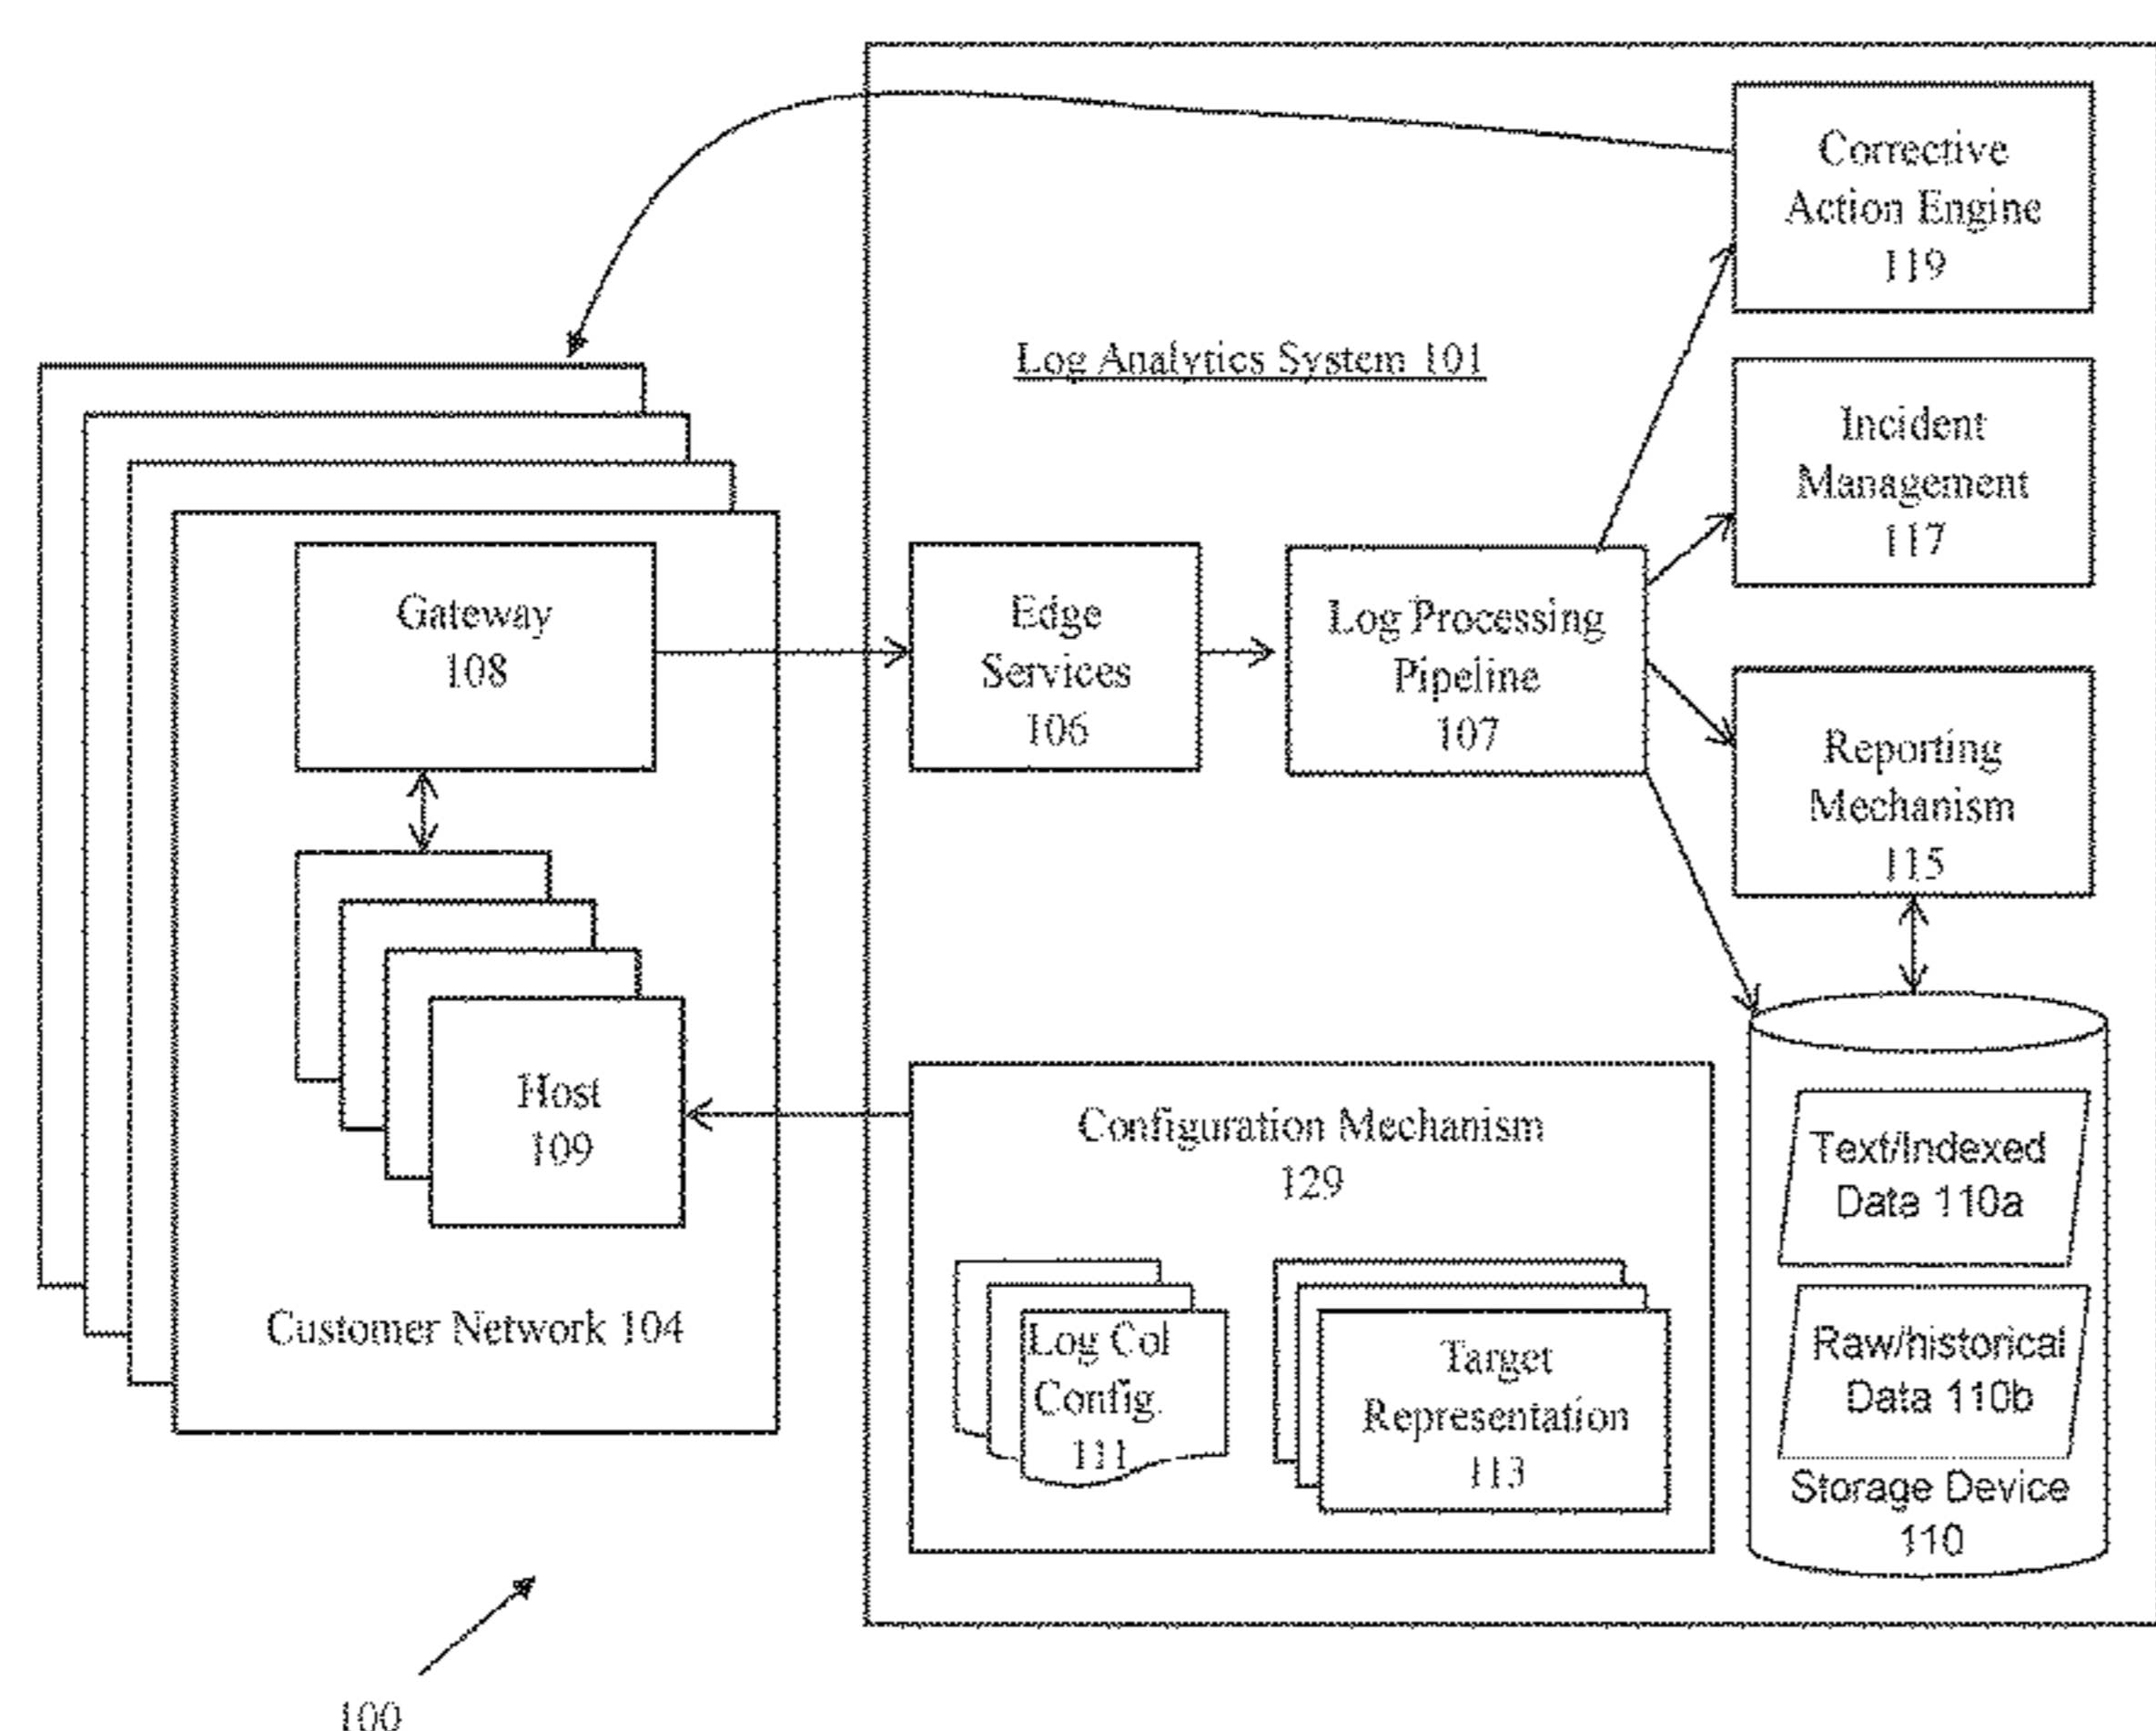 Corrective
Action Engine
119
Log Analytics System 101
Incident
Management
117
Gateway
108
Edge
Services
106
Log Processing
Pipeline
107
Reporting
Mechanism
115
Host
109
Customer Network 104
Configuration Mechanism
129
Log Col
Config.
111
Target
Representation
113
Text/Indexed
Data 110a
Raw/historical
Data 110b
Storage Device
110
100